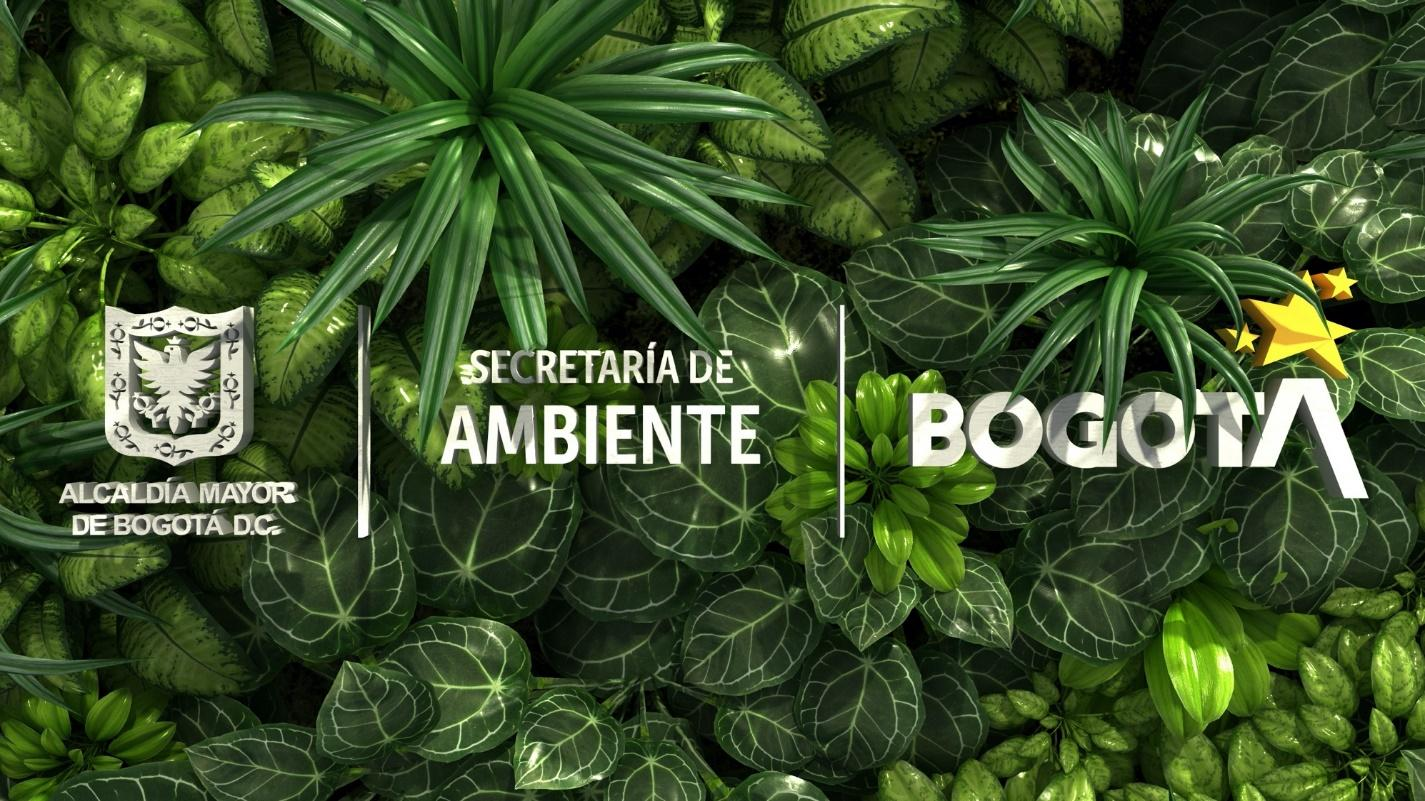 ALCALDÍA MAYOR
DE BOGOTÁ D.C.
SECRETARÍA DE
AMBIENTE
BOGOTÁ